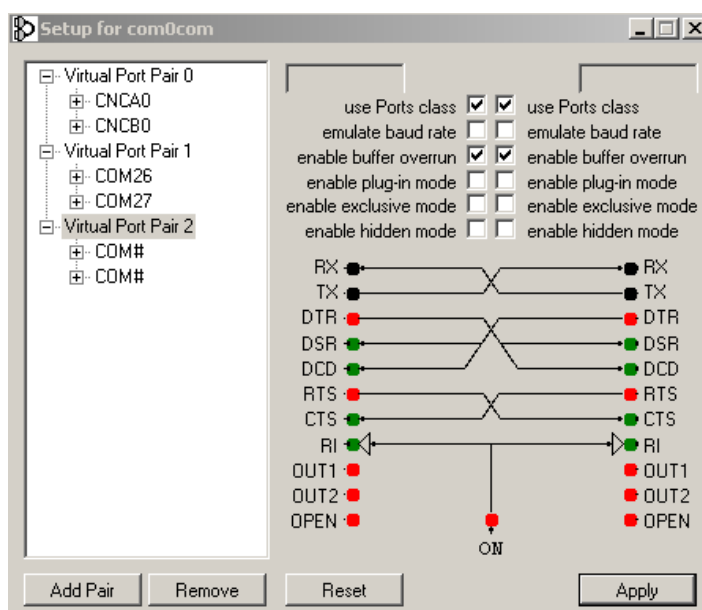 Setup for com0com
Virtual Port Pair 0
CNCA0
CNCB0
Virtual Port Pair 1
COM26
COM27
Virtual Port Pair 2
COM#
COM#
use Ports class use Ports class
emulate baud rate emulate baud rate
enable buffer overrun enable buffer overrun
enable plug-in mode enable plug-in mode
enable exclusive mode enable exclusive mode
enable hidden mode enable hidden mode
RX RX
TX TX
DTR DTR
DSR DSR
DCD DCD
RTS RTS
CTS CTS
RI RI
OUT1 OUT1
OUT2 OUT2
OPEN OPEN
ON
Add Pair Remove Reset Apply